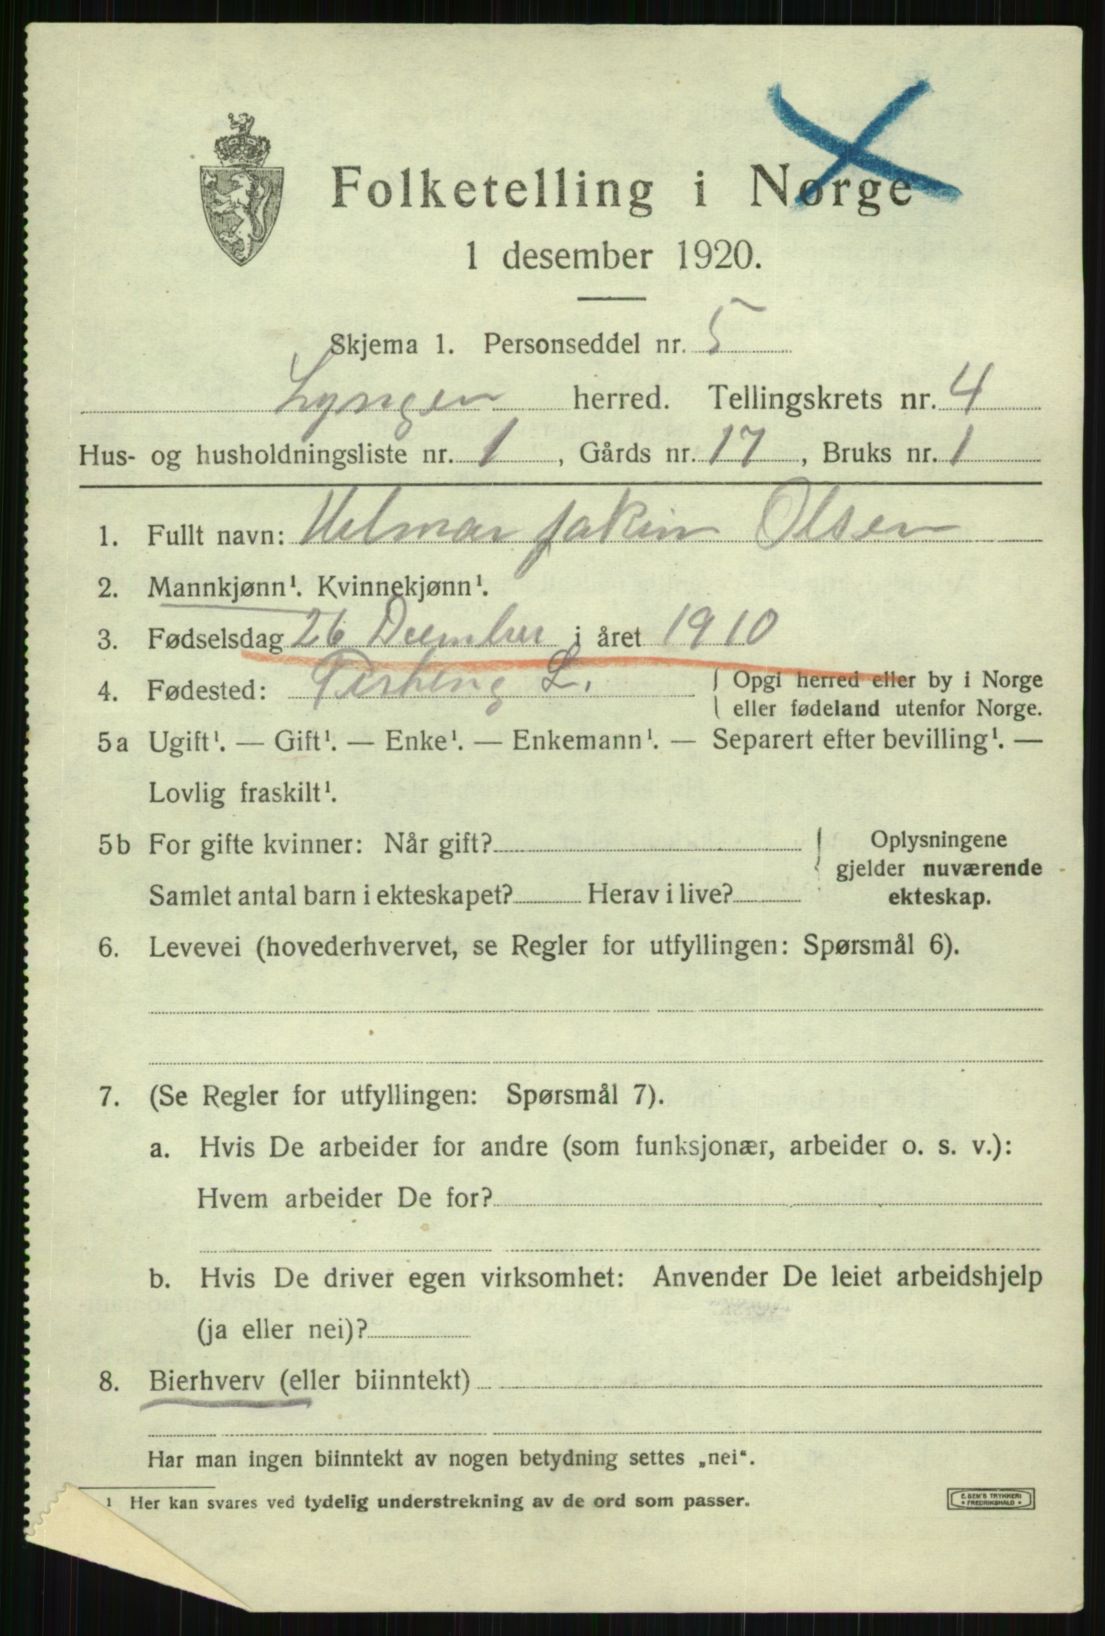 Folketelling i Norge
1 desember 1920.
Skjema 1. Personseddel nr. 5
Lyngen herred. Tellingskrets nr. 4
Hus- og husholdningsliste nr. 1, Gårds nr. 17, Bruks nr. 1
1. Fullt navn: Helmar Jakin Olsen
2. Mannkjønn¹. Kvinnekjønn¹.
3. Fødselsdag 26 December i året 1910
4. Fødested: L. { Opgi herred eller by i Norge
eller fødeland utenfor Norge.
5a Ugift¹. — Gift¹. — Enke¹. — Enkemann¹. — Separert efter bevilling¹. —
Lovlig fraskilt¹.
5b For gifte kvinner: Når gift? { Oplysningene
gjelder nuværende
Samlet antal barn i ekteskapet? Herav i live? ekteskap.
6. Levevei (hovederhvervet, se Regler for utfyllingen: Spørsmål 6).
7. (Se Regler for utfyllingen: Spørsmål 7).
a. Hvis De arbeider for andre (som funksjonær, arbeider o. s. v.):
Hvem arbeider De for?
b. Hvis De driver egen virksomhet: Anvender De leiet arbeidshjelp
(ja eller nei)?
8. Bierhverv (eller biinntekt)
Har man ingen biinntekt av nogen betydning settes „nei“.
¹ Her kan svares ved tydelig understrekning av de ord som passer.
E. SEM'S TRYKKERI
FREDRIKSHALD